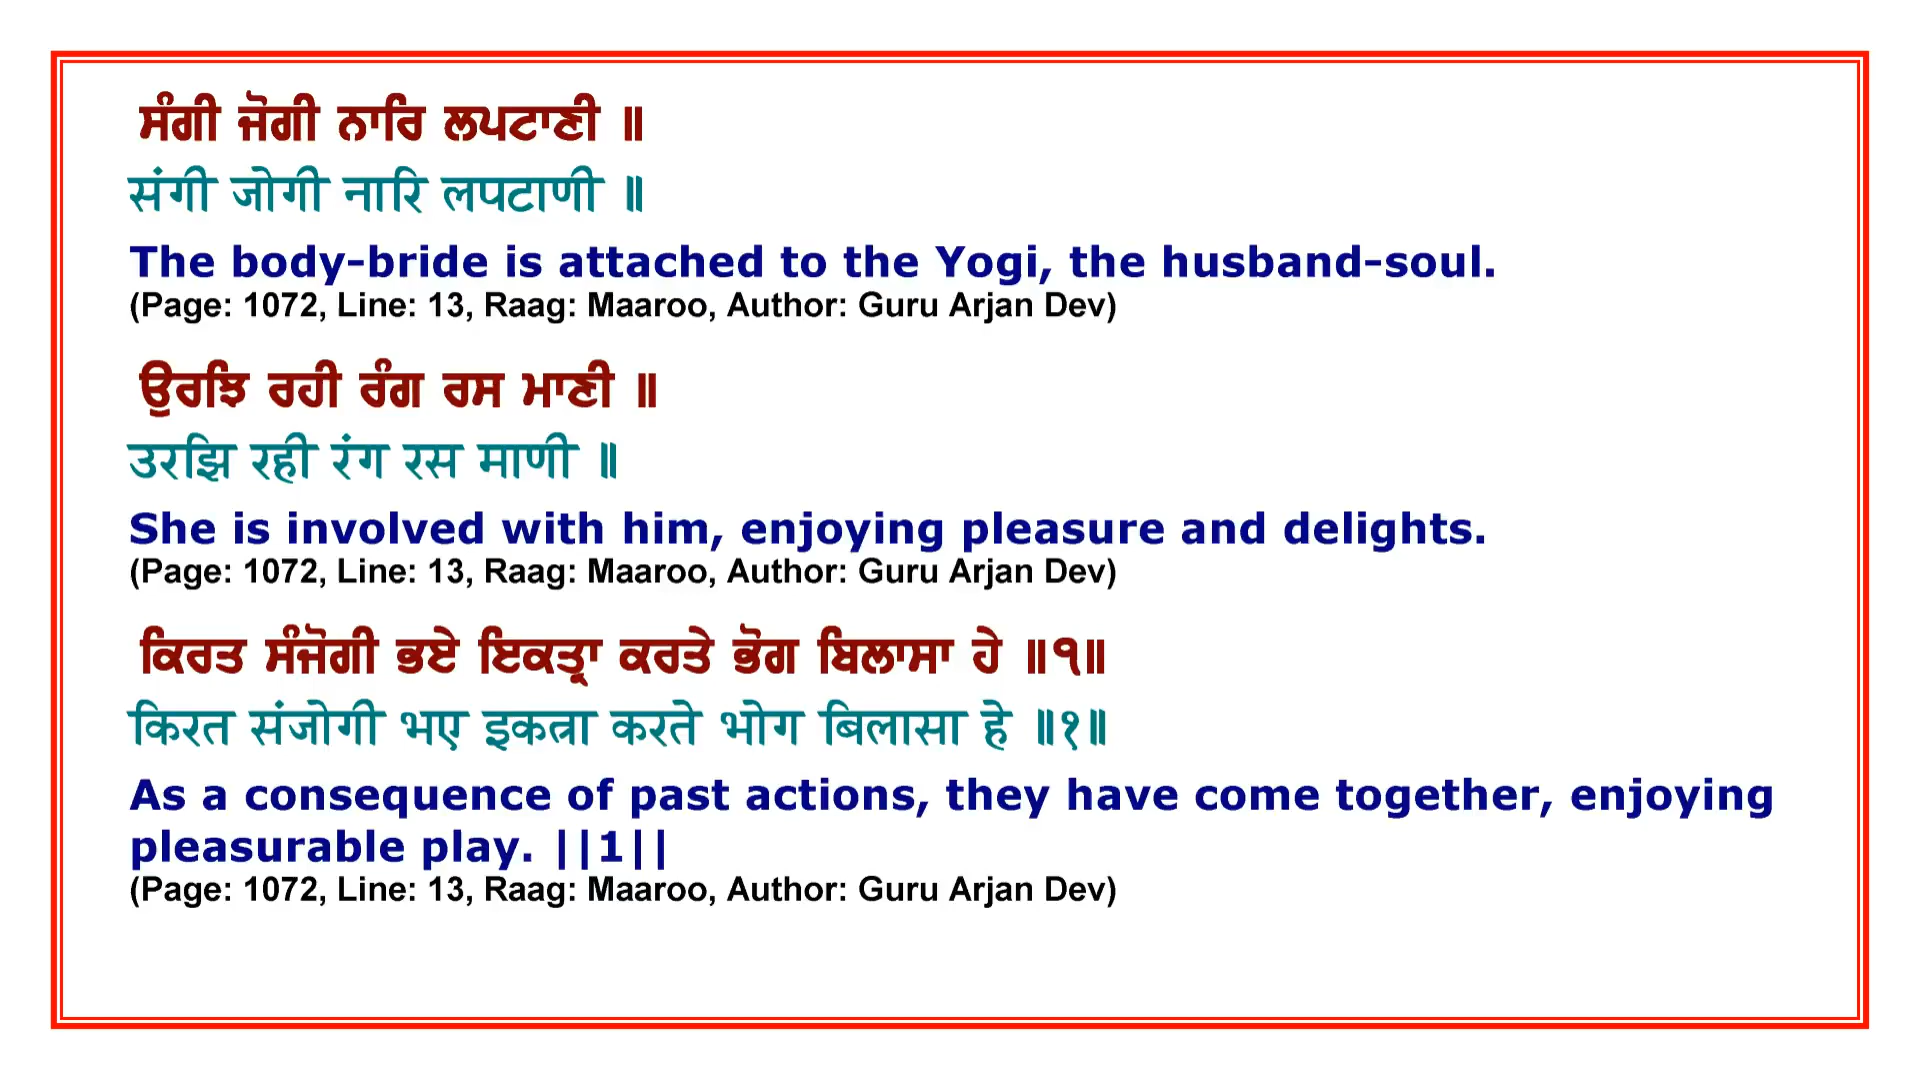 ਸੰਗੀ ਜੋਗੀ ਨਾਰਿ ਲਪਟਾਣੀ ॥
संगी जोगी नारि लपटाणी ॥
The body-bride is attached to the Yogi, the husband-soul.
(Page: 1072, Line: 13, Raag: Maaroo, Author: Guru Arjan Dev)
ਉਰਝਿ ਰਹੀ ਰੰਗ ਰਸ ਮਾਣੀ ॥
उरझि रही रंग रस माणी ॥
She is involved with him, enjoying pleasure and delights.
(Page: 1072, Line: 13, Raag: Maaroo, Author: Guru Arjan Dev)
ਕਿਰਤ ਸੰਜੋਗੀ ਭਏ ਇਕਤ੍ਰਾ ਕਰਤੇ ਭੋਗ ਬਿਲਾਸਾ ਹੇ ॥੧॥
किरत संजोगी भए इकत्रा करते भोग बिलासा हे ॥१॥
As a consequence of past actions, they have come together, enjoying
pleasurable play. ||1||
(Page: 1072, Line: 13, Raag: Maaroo, Author: Guru Arjan Dev)